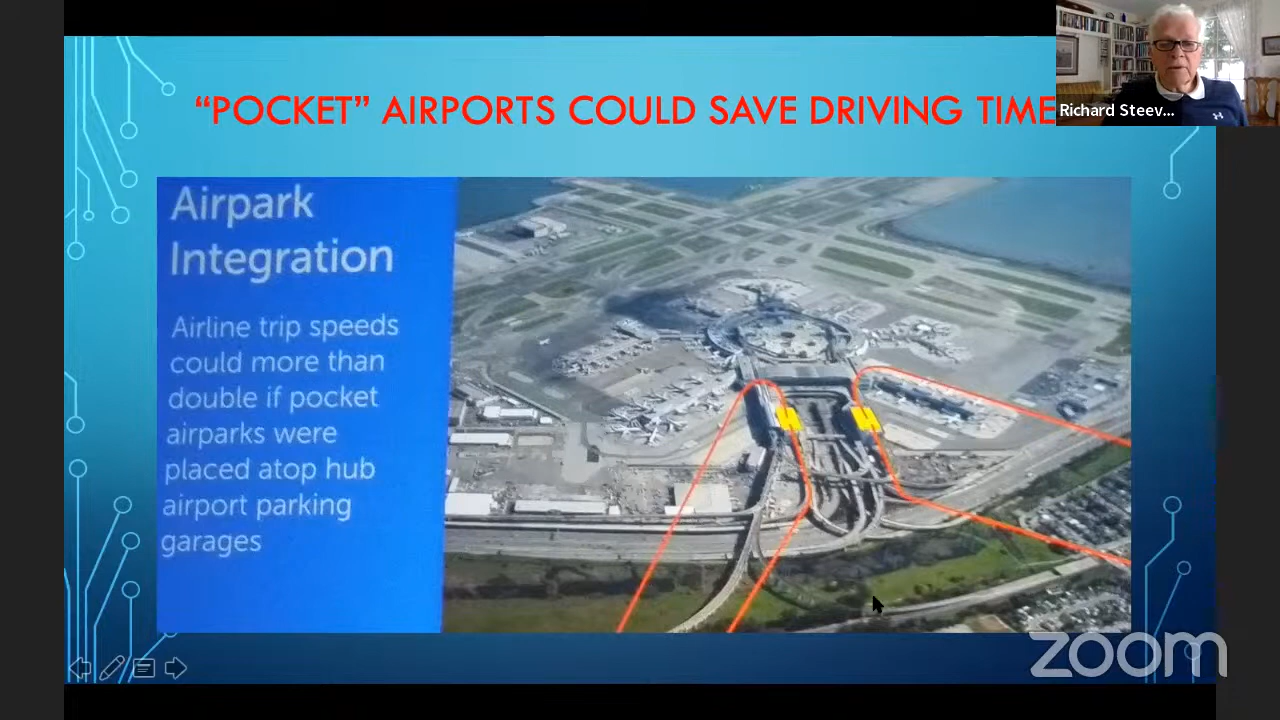 “POCKET” AIRPORTS COULD SAVE DRIVING TIME
Richard Steev...
Airpark
Integration
Airline trip speeds
could more than
double if pocket
airparks were
placed atop hub
airport parking
garages
zoom